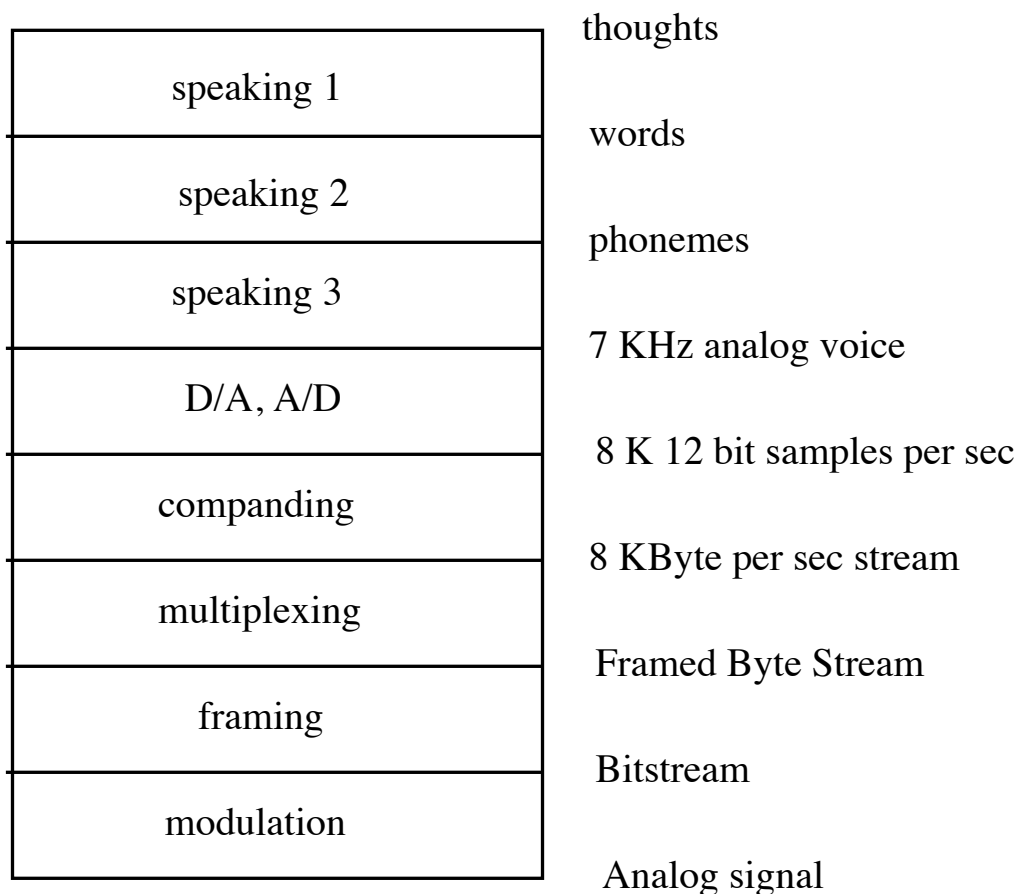 thoughts
speaking 1
words
speaking 2
phonemes
speaking 3
7 KHz analog voice
D/A, A/D
8 K 12 bit samples per sec
companding
8 KByte per sec stream
multiplexing
Framed Byte Stream
framing
Bitstream
modulation
Analog signal